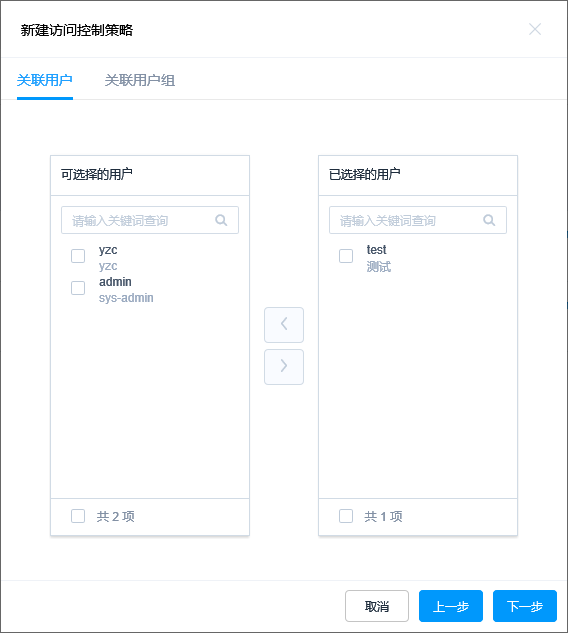 新建访问控制策略
关联用户 关联用户组
可选择的用户
请输入关键词查询
yzc
yzc
admin
sys-admin
共 2 项
已选择的用户
请输入关键词查询
test
测试
共 1 项
取消 上一步 下一步